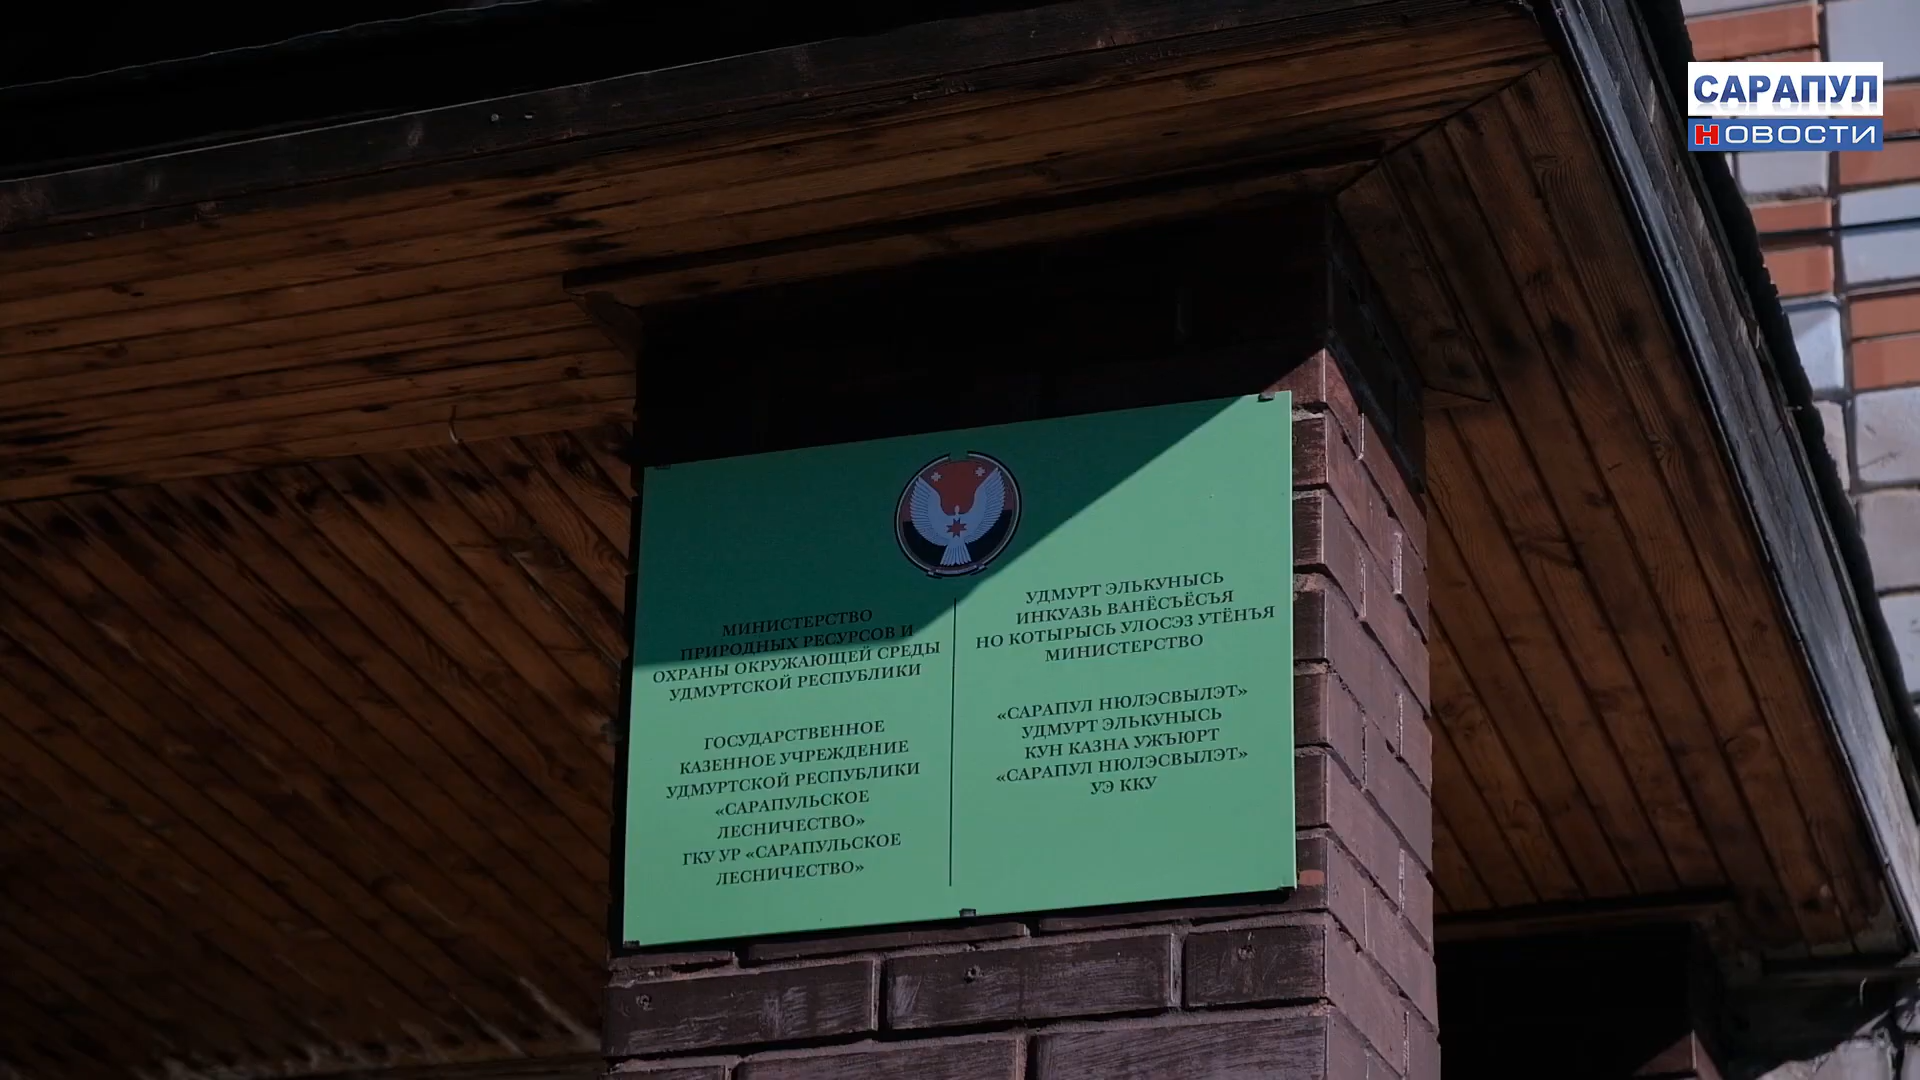 САРАПУЛ
НОВОСТИ
МИНИСТЕРСТВО
ПРИРОДНЫХ РЕСУРСОВ И
ОХРАНЫ ОКРУЖАЮЩЕЙ СРЕДЫ
УДМУРТСКОЙ РЕСПУБЛИКИ
ГОСУДАРСТВЕННОЕ
КАЗЕННОЕ УЧРЕЖДЕНИЕ
УДМУРТСКОЙ РЕСПУБЛИКИ
«САРАПУЛЬСКОЕ
ЛЕСНИЧЕСТВО»
ГКУ УР «САРАПУЛЬСКОЕ
ЛЕСНИЧЕСТВО»
УДМУРТ ЭЛЬКУНЫСЬ
ИНКУАЗЬ ВАНЁСЪЁСЪЯ
НО КОТЫРЫСЬ УЛОСЭЗ УТЁНЪЯ
МИНИСТЕРСТВО
«САРАПУЛ НЮЛЭСВЫЛЭТ»
УДМУРТ ЭЛЬКУНЫСЬ
КУН КАЗНА УЖЪЮРТ
«САРАПУЛ НЮЛЭСВЫЛЭТ»
УЭ ККУ